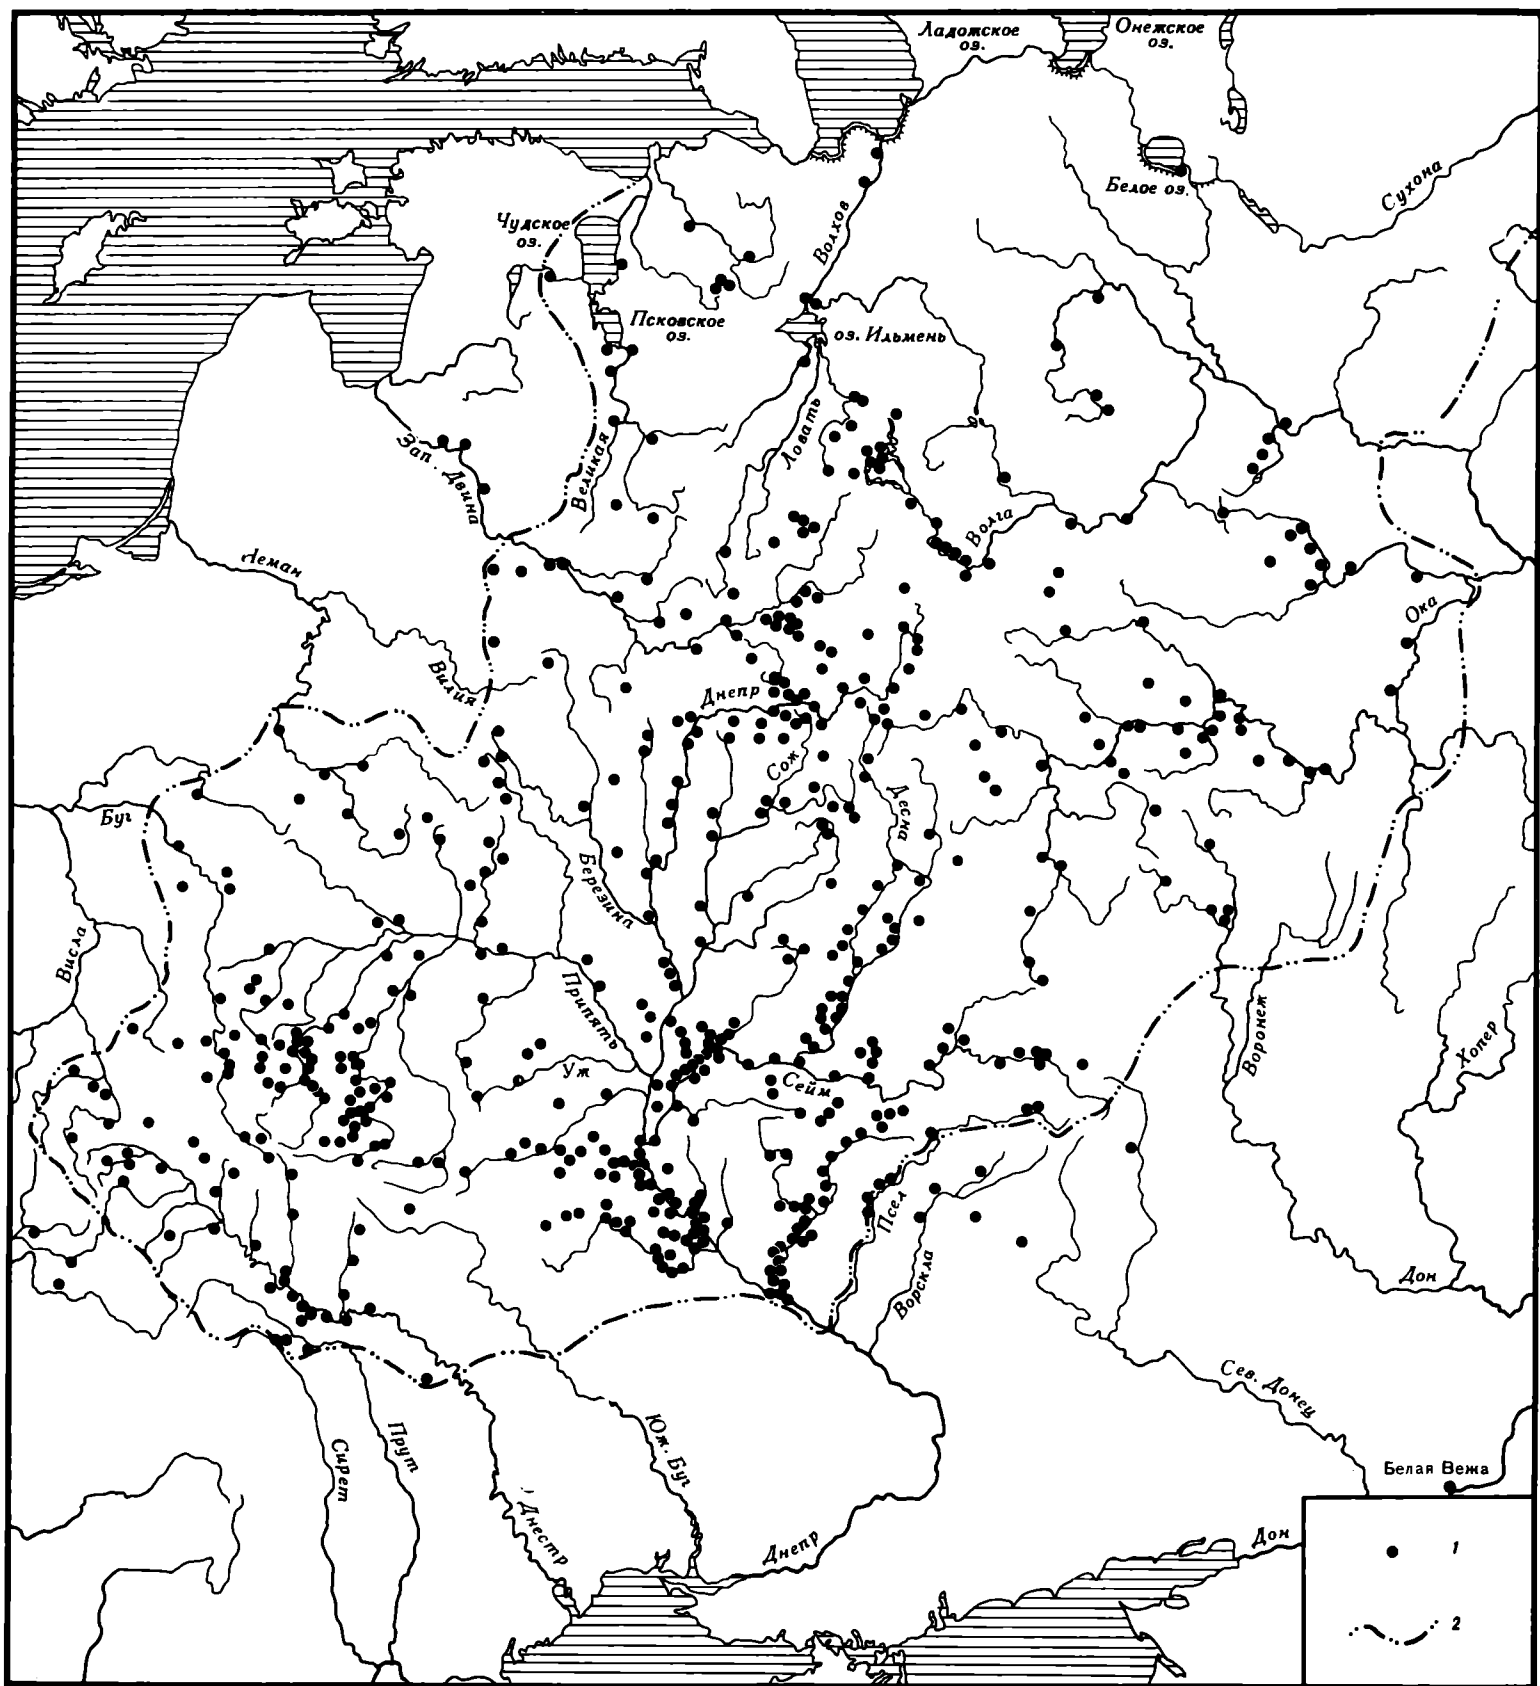 Ладожское
оз.
Онежское
оз.
Белое оз.
Сухона
Чудское
оз.
Волхов
Псковское
оз.
оз. Ильмень
Ловать
Великая
Зап. Двина
Волга
Неман
Ока
Вилия
Днепр
Сож
Десна
Буг
Березина
Висла
Припять
Воронеж
Хопер
Уж
Сейм
Псел
Ворскла
Дон
Сев. Донец
Сирет
Прут
Юж. Буг
Белая Вежа
Днестр
Днепр
Дон
1
2